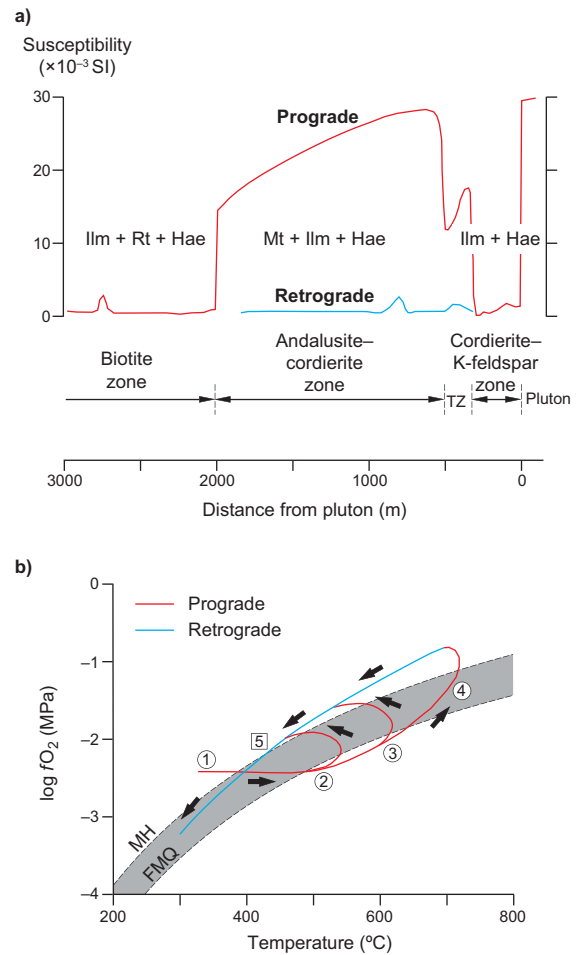 a)
Susceptibility
(×10⁻³ SI)
30
20
10
0
Prograde
Ilm + Rt + Hae
Mt + Ilm + Hae
Ilm + Hae
Retrograde
Biotite
zone
Andalusite–
cordierite
zone
Cordierite–
K-feldspar
zone
TZ
Pluton
3000
2000
1000
0
Distance from pluton (m)
b)
0
–1
–2
–3
–4
log fO₂ (MPa)
Prograde
Retrograde
1
2
3
4
5
MH
FMQ
200
400
600
800
Temperature (ºC)